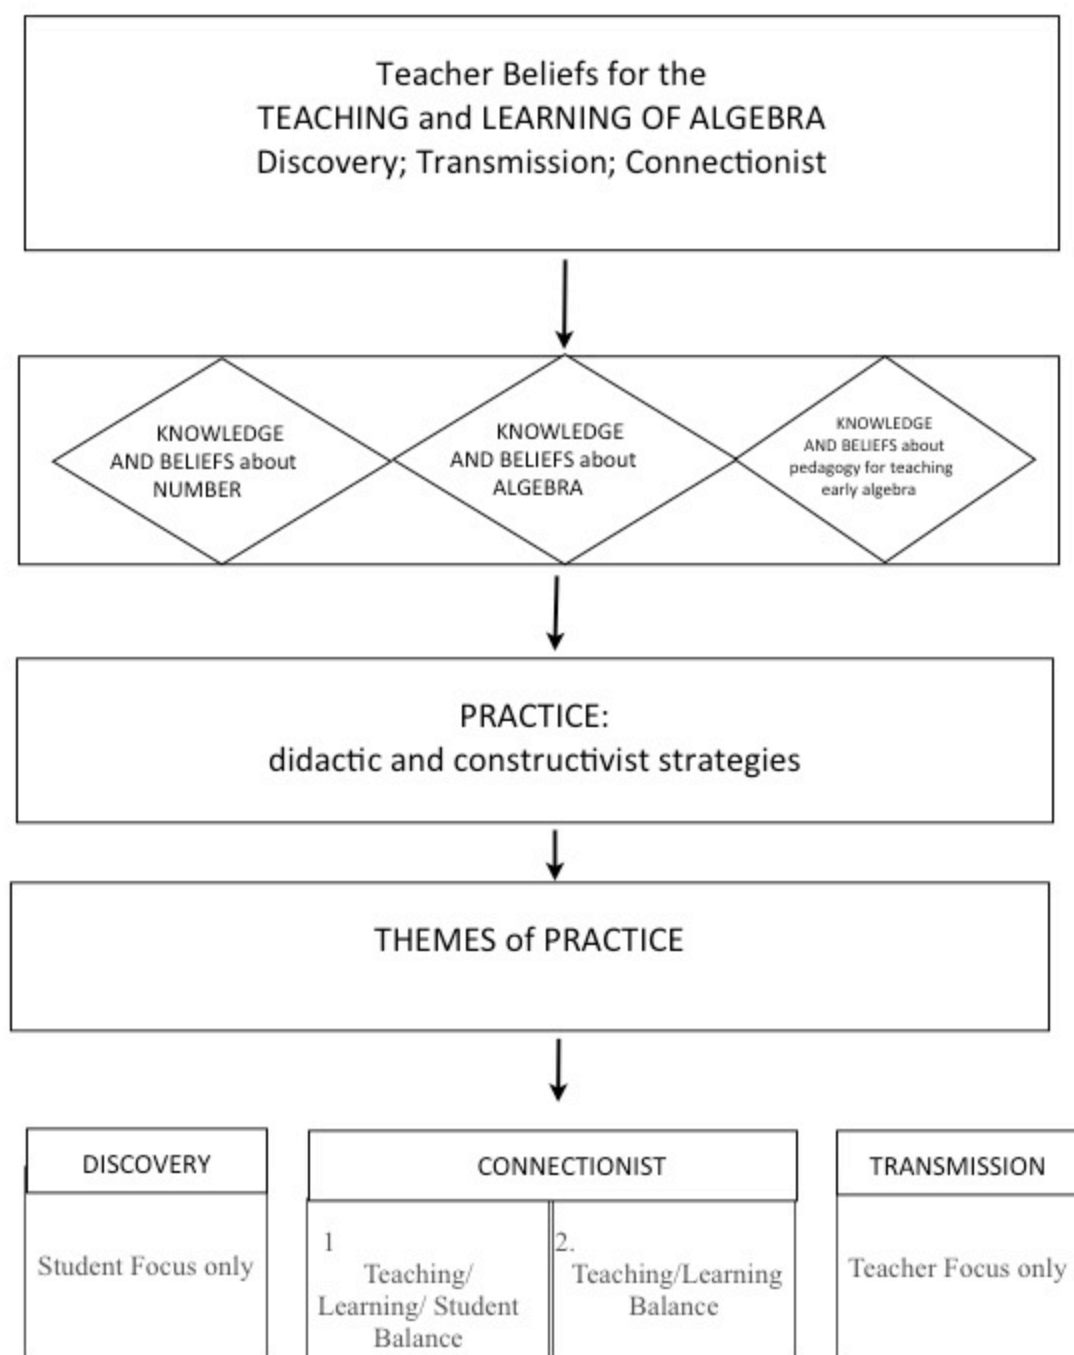 Teacher Beliefs for the
TEACHING and LEARNING OF ALGEBRA
Discovery; Transmission; Connectionist
KNOWLEDGE
AND BELIEFS about
NUMBER
KNOWLEDGE
AND BELIEFS about
ALGEBRA
KNOWLEDGE
AND BELIEFS about
pedagogy for teaching
early algebra
PRACTICE:
didactic and constructivist strategies
THEMES of PRACTICE
DISCOVERY
Student Focus only
CONNECTIONIST
1
Teaching/
Learning/ Student
Balance
2.
Teaching/Learning
Balance
TRANSMISSION
Teacher Focus only